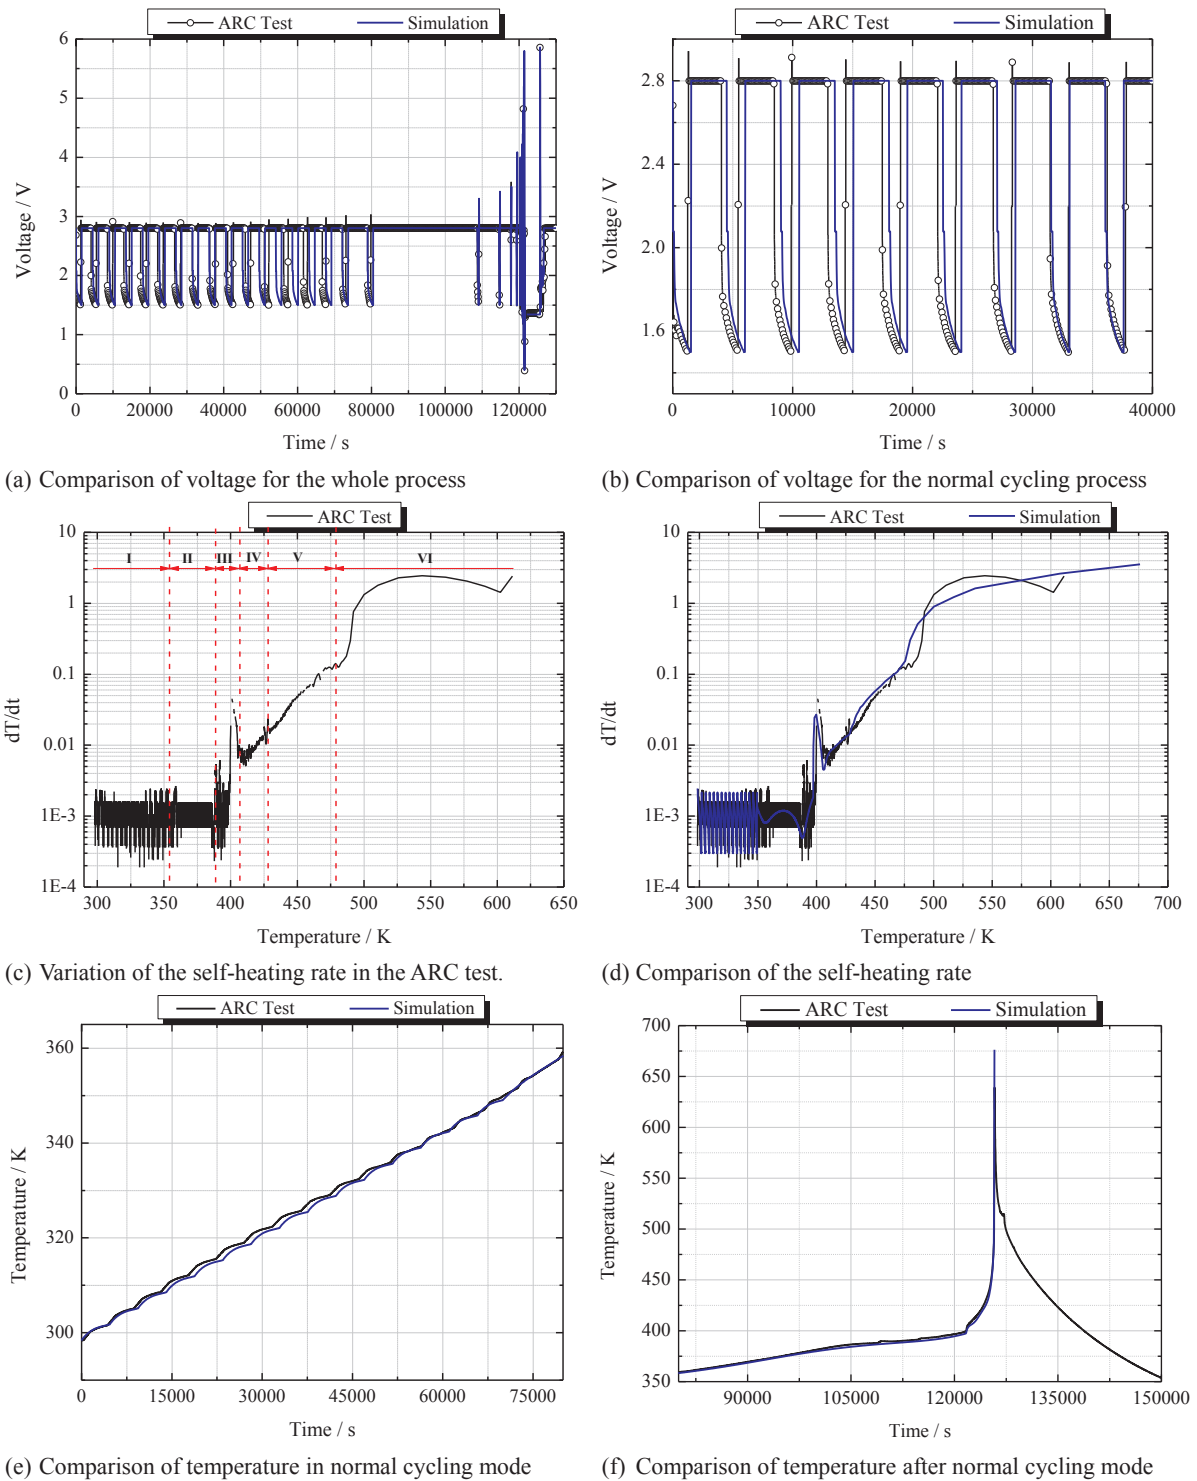 ARC Test Simulation
6
5
4
3
2
1
0
Voltage / V
0 20000 40000 60000 80000 100000 120000
Time / s
(a) Comparison of voltage for the whole process
ARC Test Simulation
2.8
2.4
2.0
1.6
Voltage / V
0 10000 20000 30000 40000
Time / s
(b) Comparison of voltage for the normal cycling process
ARC Test
10
1
0.1
0.01
1E-3
1E-4
dT/dt
I II III IV V VI
300 350 400 450 500 550 600 650
Temperature / K
(c) Variation of the self-heating rate in the ARC test.
ARC Test Simulation
10
1
0.1
0.01
1E-3
1E-4
dT/dt
300 350 400 450 500 550 600 650 700
Temperature / K
(d) Comparison of the self-heating rate
ARC Test Simulation
360
340
320
300
Temperature / K
0 15000 30000 45000 60000 75000
Time / s
(e) Comparison of temperature in normal cycling mode
ARC Test Simulation
700
650
600
550
500
450
400
350
Temperature / K
90000 105000 120000 135000 150000
Time / s
(f) Comparison of temperature after normal cycling mode